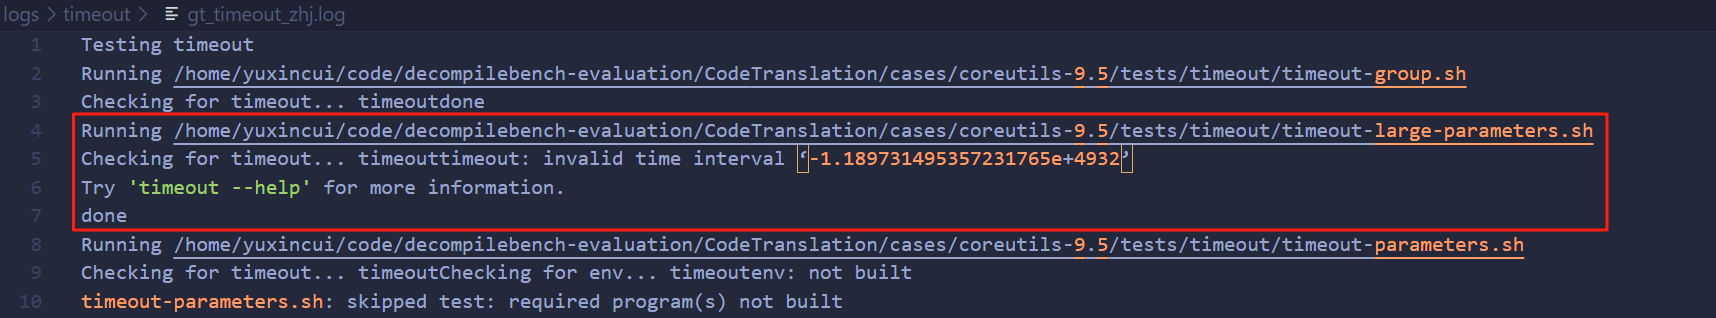 logs > timeout > gt_timeout_zhj.log
1 Testing timeout
2 Running /home/yuxincui/code/decompilebench-evaluation/CodeTranslation/cases/coreutils-9.5/tests/timeout/timeout-group.sh
3 Checking for timeout... timeoutdone
4 Running /home/yuxincui/code/decompilebench-evaluation/CodeTranslation/cases/coreutils-9.5/tests/timeout/timeout-large-parameters.sh
5 Checking for timeout... timeouttimeout: invalid time interval ‘-1.189731495357231765e+4932’
6 Try 'timeout --help' for more information.
7 done
8 Running /home/yuxincui/code/decompilebench-evaluation/CodeTranslation/cases/coreutils-9.5/tests/timeout/timeout-parameters.sh
9 Checking for timeout... timeoutChecking for env... timeoutenv: not built
10 timeout-parameters.sh: skipped test: required program(s) not built